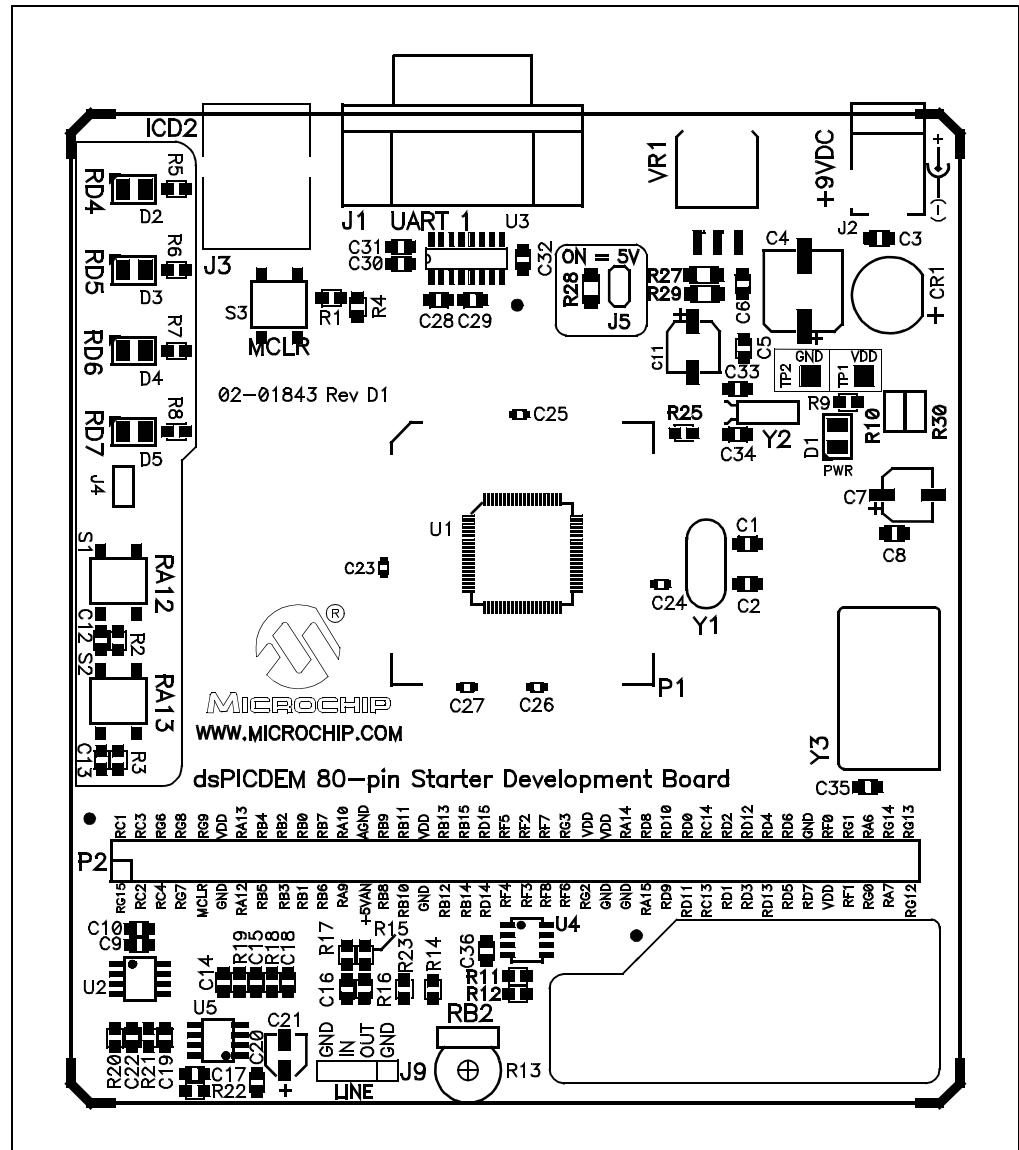 ICD2
J3
J1 UART 1
U3
VR1
+9VDC
+
(-)
J2
RD4
R5
D2
RD5
R6
D3
RD6
R7
D4
RD7
R8
D5
J4
C31
C30
C32
C28
C29
S3
R1
R4
MCLR
ON = 5V
R28
J5
R27
R29
C6
C4
+
C3
CR1
+
C11
+
C5
C33
GND
TP2
VDD
TP1
R9
R10
R30
02-01843 Rev D1
C25
R25
Y2
C34
D1
PWR
C7
+
C8
U1
C23
C24
Y1
C1
C2
S1
RA12
C12
R2
S2
RA13
C13
R3
®
MICROCHIP
WWW.MICROCHIP.COM
C27
C26
P1
Y3
C35
dsPICDEM 80-pin Starter Development Board
RC1 RC3 RG6 RG8 RG9 VDD RA13 RB4 RB2 RB0 RB7 RA10 AGND RB9 RB11 VDD RB13 RB15 RD15 RF5 RF2 RF7 RG3 VDD VDD RA14 RD8 RD10 RD0 RC14 RD2 RD12 RD4 RD6 GND RF0 RG1 RA6 RG14 RG13
P2
RG15 RC2 RC4 RG7 MCLR GND RA12 RB5 RB3 RB1 RB6 RA9 +5VAN RB8 RB10 GND RB12 RB14 RD14 RF4 RF3 RF8 RF6 RG2 GND GND RA15 RD9 RD11 RC13 RD1 RD3 RD13 RD5 RD7 VDD RF1 RG0 RA7 RG12
C10
C9
U2
C14
R19
C15
R18
C18
R17
R15
C16
R16
R23
R14
C36
U4
R11
R12
R20
C22
R21
C19
U5
C17
R22
C20
C21
+
GND
IN
OUT
GND
LINE
J9
RB2
R13